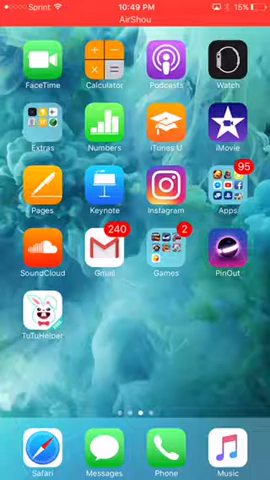 Sprint 10:49 PM 15%
AirShou
FaceTime Calculator Podcasts Watch
Extras Numbers iTunes U iMovie
95
Pages Keynote Instagram Apps
240 2
SoundCloud Gmail Games PinOut
TuTuHelper
Safari Messages Phone Music